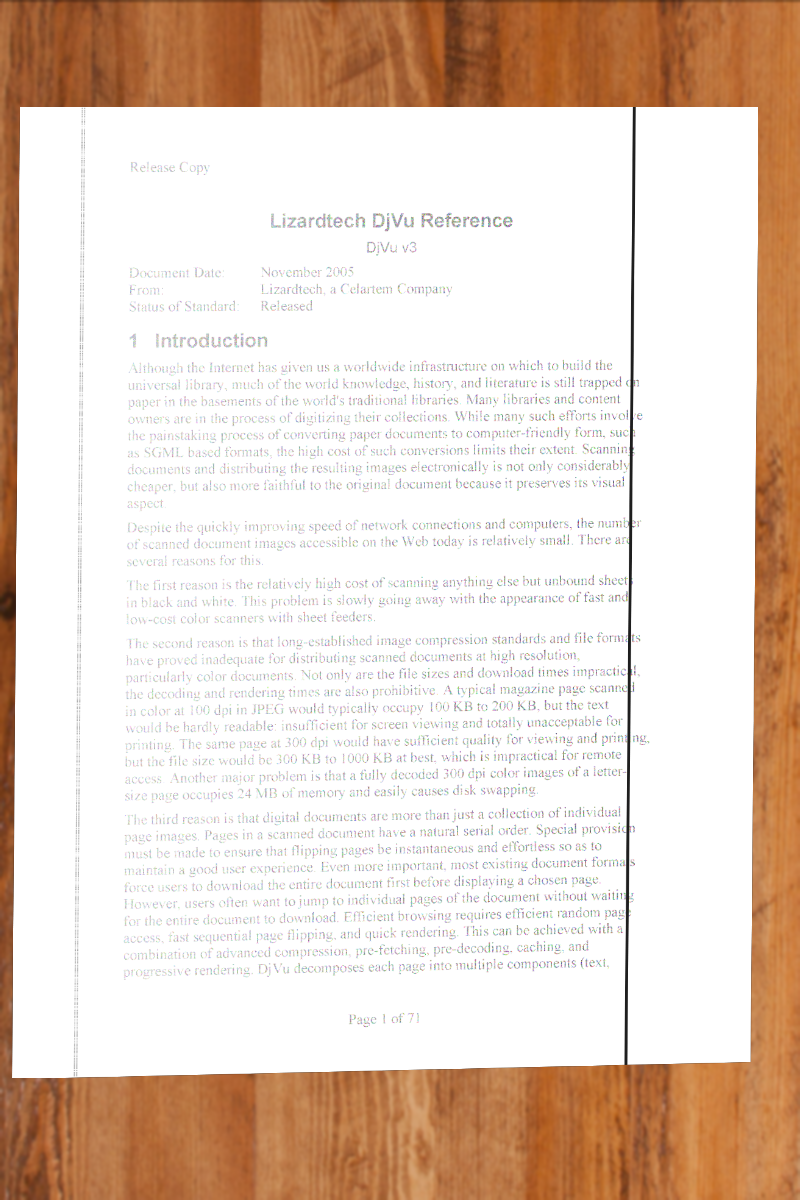 Release Copy
Lizardtech DjVu Reference
DjVu v3
Document Date: November 2005
From: Lizardtech, a Celartem Company
Status of Standard: Released
1 Introduction
Although the Internet has given us a worldwide infrastructure on which to build the
universal library, much of the world knowledge, history, and literature is still trapped on
paper in the basements of the world's traditional libraries. Many libraries and content
owners are in the process of digitizing their collections. While many such efforts involve
the painstaking process of converting paper documents to computer-friendly form, such
as SGML based formats, the high cost of such conversions limits their extent. Scanning
documents and distributing the resulting images electronically is not only considerably
cheaper, but also more faithful to the original document because it preserves its visual
aspect.
Despite the quickly improving speed of network connections and computers, the number
of scanned document images accessible on the Web today is relatively small. There are
several reasons for this.
The first reason is the relatively high cost of scanning anything else but unbound sheets
in black and white. This problem is slowly going away with the appearance of fast and
low-cost color scanners with sheet feeders.
The second reason is that long-established image compression standards and file formats
have proved inadequate for distributing scanned documents at high resolution,
particularly color documents. Not only are the file sizes and download times impractical,
the decoding and rendering times are also prohibitive. A typical magazine page scanned
in color at 100 dpi in JPEG would typically occupy 100 KB to 200 KB, but the text
would be hardly readable: insufficient for screen viewing and totally unacceptable for
printing. The same page at 300 dpi would have sufficient quality for viewing and printing,
but the file size would be 300 KB to 1000 KB at best, which is impractical for remote
access. Another major problem is that a fully decoded 300 dpi color images of a letter-
size page occupies 24 MB of memory and easily causes disk swapping.
The third reason is that digital documents are more than just a collection of individual
page images. Pages in a scanned document have a natural serial order. Special provision
must be made to ensure that flipping pages be instantaneous and effortless so as to
maintain a good user experience. Even more important, most existing document formats
force users to download the entire document first before displaying a chosen page.
However, users often want to jump to individual pages of the document without waiting
for the entire document to download. Efficient browsing requires efficient random page
access, fast sequential page flipping, and quick rendering. This can be achieved with a
combination of advanced compression, pre-fetching, pre-decoding, caching, and
progressive rendering. DjVu decomposes each page into multiple components (text,
Page 1 of 71